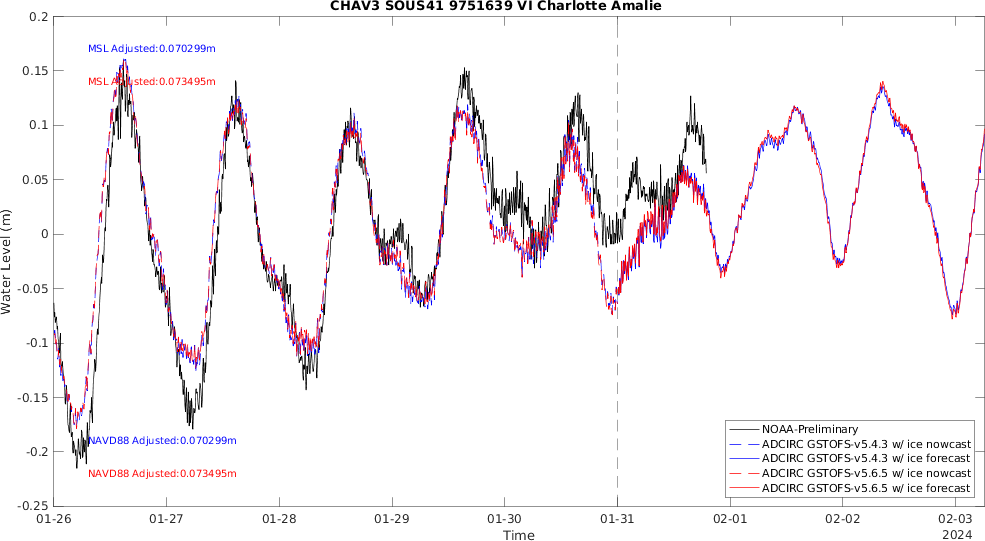 CHAV3 SOUS41 9751639 VI Charlotte Amalie
0.2
0.15
0.1
0.05
0
-0.05
-0.1
-0.15
-0.2
-0.25
Water Level (m)
MSL Adjusted:0.070299m
MSL Adjusted:0.073495m
NAVD88 Adjusted:0.070299m
NAVD88 Adjusted:0.073495m
NOAA-Preliminary
ADCIRC GSTOFS-v5.4.3 w/ ice nowcast
ADCIRC GSTOFS-v5.4.3 w/ ice forecast
ADCIRC GSTOFS-v5.6.5 w/ ice nowcast
ADCIRC GSTOFS-v5.6.5 w/ ice forecast
01-26 01-27 01-28 01-29 01-30 01-31 02-01 02-02 02-03
Time
2024